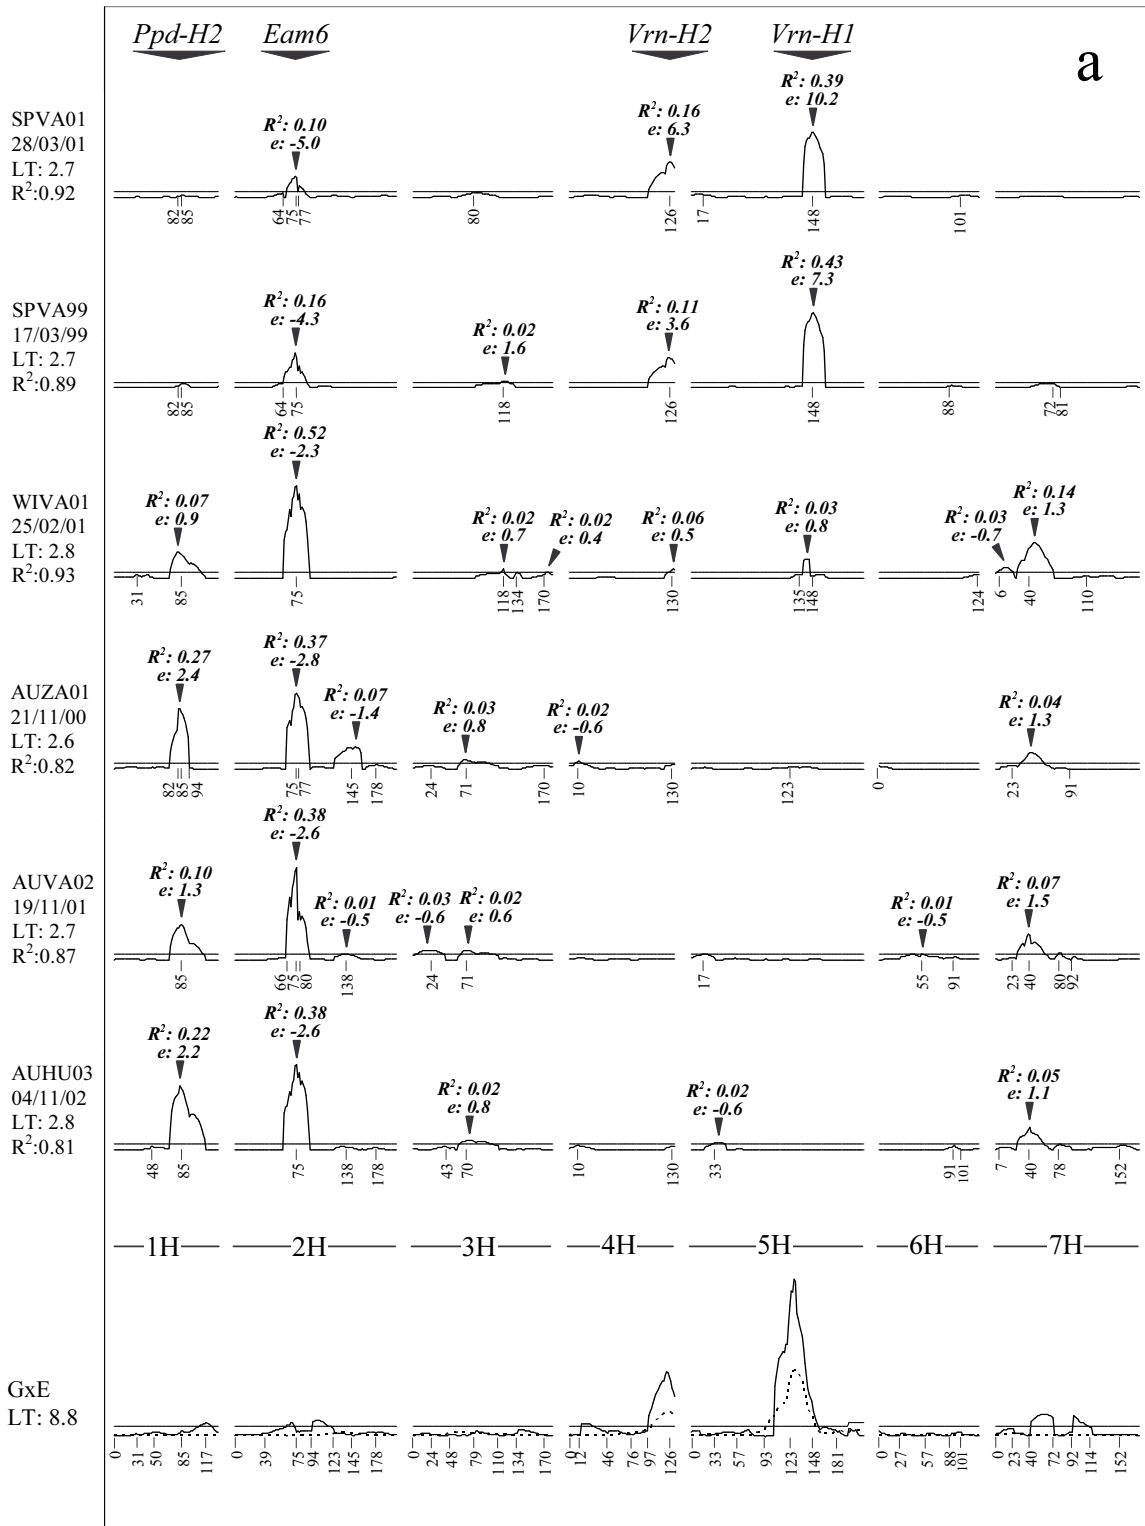 Ppd-H2 Eam6 Vrn-H2 Vrn-H1
a
SPVA01
28/03/01
LT: 2.7
R²:0.92
R²: 0.10
e: -5.0
R²: 0.16
e: 6.3
R²: 0.39
e: 10.2
82 85 64 75 77 80 126 17 148 101
SPVA99
17/03/99
LT: 2.7
R²:0.89
R²: 0.16
e: -4.3
R²: 0.02
e: 1.6
R²: 0.11
e: 3.6
R²: 0.43
e: 7.3
82 85 64 75 118 126 148 88 72 81
WIVA01
25/02/01
LT: 2.8
R²:0.93
R²: 0.07
e: 0.9
R²: 0.52
e: -2.3
R²: 0.02
e: 0.7
R²: 0.02
e: 0.4
R²: 0.06
e: 0.5
R²: 0.03
e: 0.8
R²: 0.03
e: -0.7
R²: 0.14
e: 1.3
31 85 75 118 134 170 130 135 148 124 6 40 110
AUZA01
21/11/00
LT: 2.6
R²:0.82
R²: 0.27
e: 2.4
R²: 0.37
e: -2.8
R²: 0.07
e: -1.4
R²: 0.03
e: 0.8
R²: 0.02
e: -0.6
R²: 0.04
e: 1.3
82 85 94 75 77 145 178 24 71 170 10 130 123 0 23 91
AUVA02
19/11/01
LT: 2.7
R²:0.87
R²: 0.10
e: 1.3
R²: 0.38
e: -2.6
R²: 0.01
e: -0.5
R²: 0.03
e: -0.6
R²: 0.02
e: 0.6
R²: 0.01
e: -0.5
R²: 0.07
e: 1.5
85 66 75 80 138 24 71 17 55 91 23 40 80 92
AUHU03
04/11/02
LT: 2.8
R²:0.81
R²: 0.22
e: 2.2
R²: 0.38
e: -2.6
R²: 0.02
e: 0.8
R²: 0.02
e: -0.6
R²: 0.05
e: 1.1
48 85 75 138 178 43 70 10 130 33 91 101 7 40 78 152
1H 2H 3H 4H 5H 6H 7H
GxE
LT: 8.8
0 31 50 85 117 0 39 75 94 123 145 178 0 24 48 79 110 134 170 0 12 46 76 97 126 0 33 57 93 123 148 181 0 27 57 88 101 0 23 40 72 92 114 152